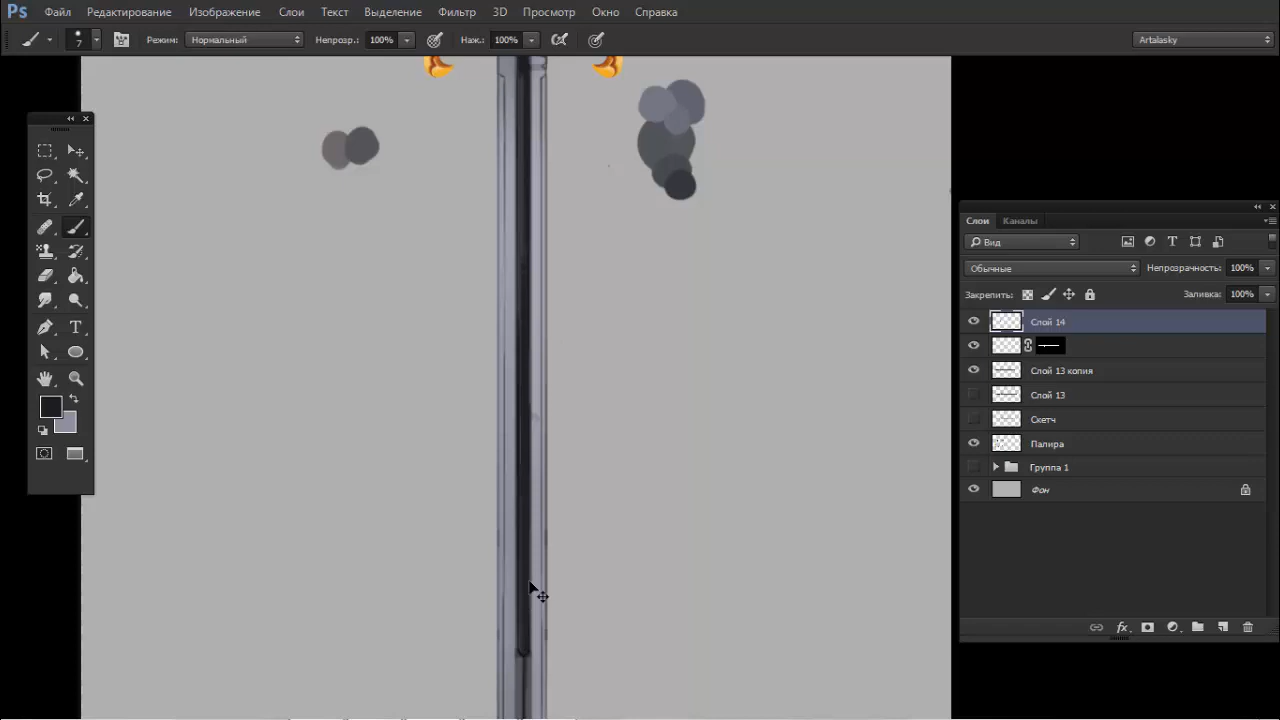 Ps Файл Редактирование Изображение Слои Текст Выделение Фильтр 3D Просмотр Окно Справка
7 Режим: Нормальный Непрозр.: 100% Наж.: 100% Artalasky
Слои Каналы
Вид
Обычные Непрозрачность: 100%
Закрепить: Заливка: 100%
Слой 14
Слой 13 копия
Слой 13
Скетч
Палира
Группа 1
Фон
fx